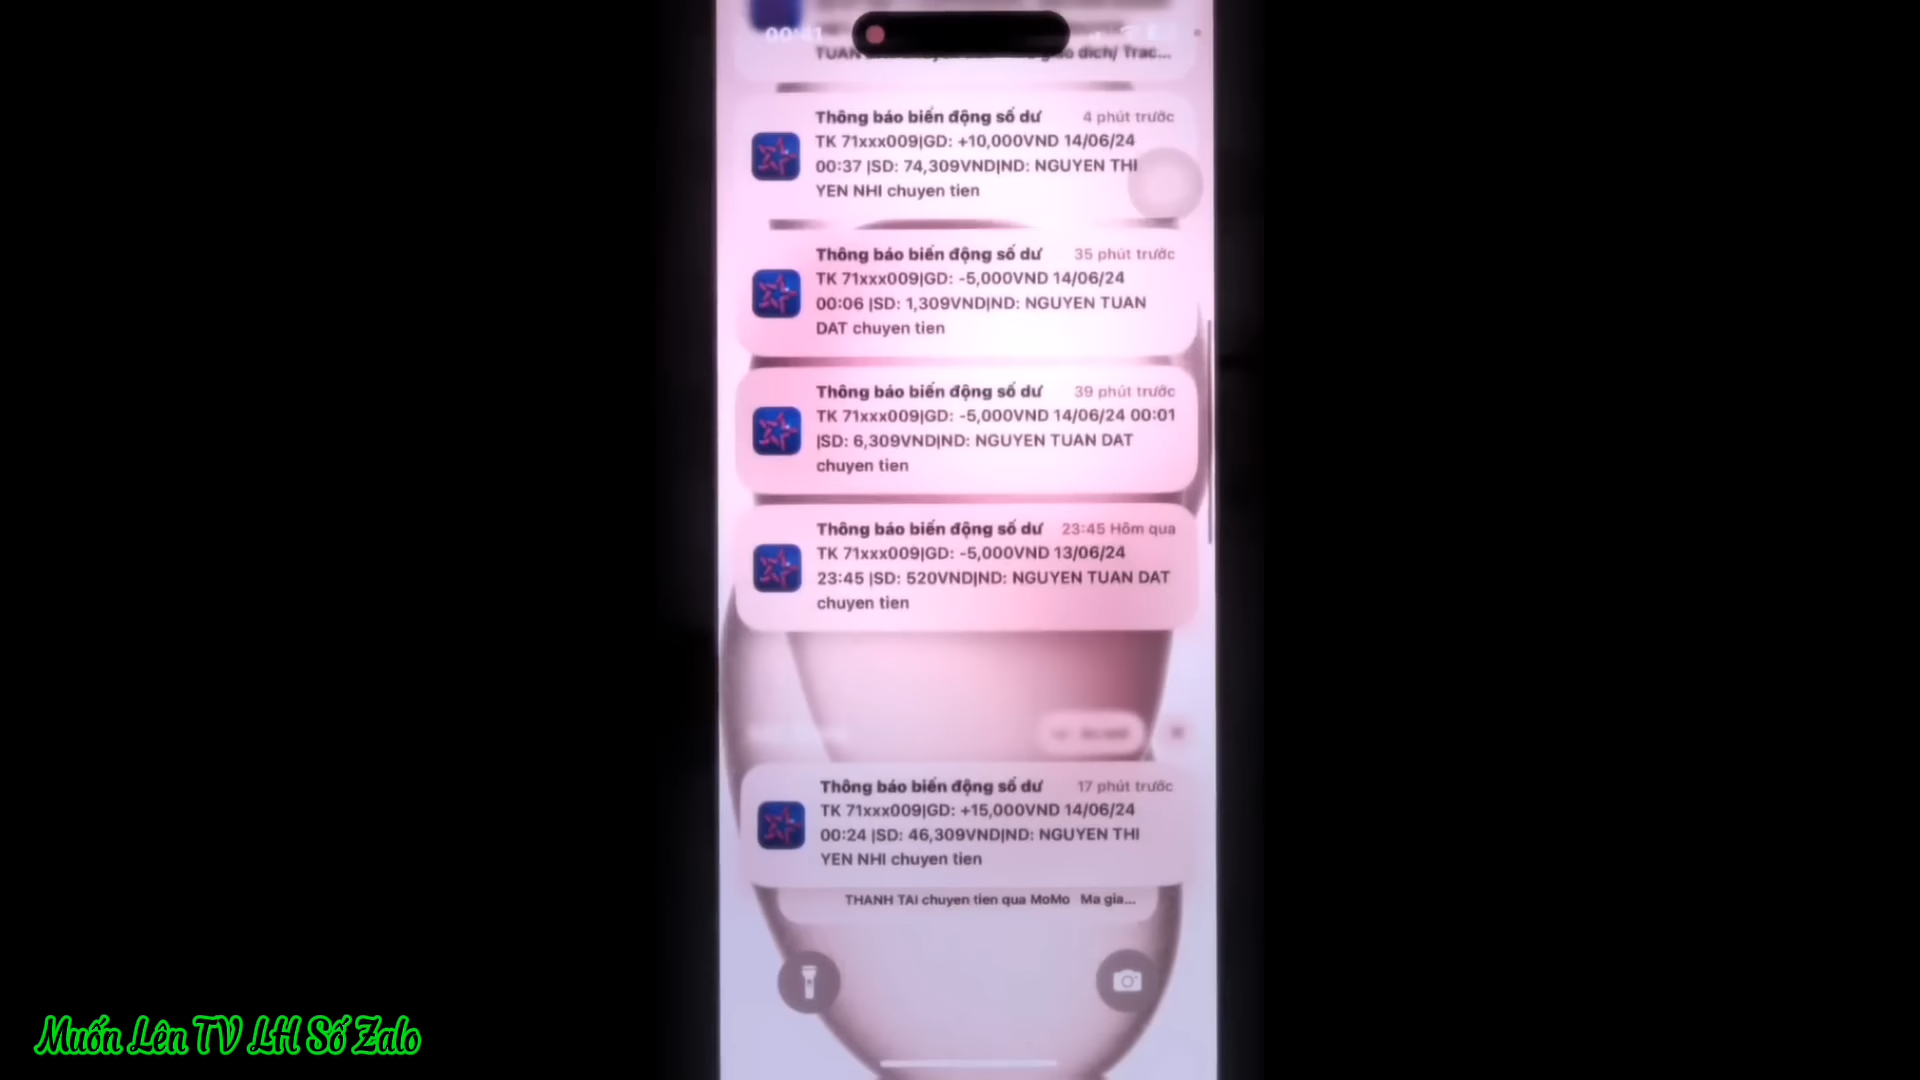 00:41
TUAN
dich/ Trac...
Thông báo biến động số dư 4 phút trước
TK 71xxx009|GD: +10,000VND 14/06/24
00:37 |SD: 74,309VND|ND: NGUYEN THI
YEN NHI chuyen tien
Thông báo biến động số dư 35 phút trước
TK 71xxx009|GD: -5,000VND 14/06/24
00:06 |SD: 1,309VND|ND: NGUYEN TUAN
DAT chuyen tien
Thông báo biến động số dư 39 phút trước
TK 71xxx009|GD: -5,000VND 14/06/24 00:01
|SD: 6,309VND|ND: NGUYEN TUAN DAT
chuyen tien
Thông báo biến động số dư 23:45 Hôm qua
TK 71xxx009|GD: -5,000VND 13/06/24
23:45 |SD: 520VND|ND: NGUYEN TUAN DAT
chuyen tien
Thông báo biến động số dư 17 phút trước
TK 71xxx009|GD: +15,000VND 14/06/24
00:24 |SD: 46,309VND|ND: NGUYEN THI
YEN NHI chuyen tien
THANH TAI chuyen tien qua MoMo Ma gia...
Muốn Lên TV LH Số Zalo